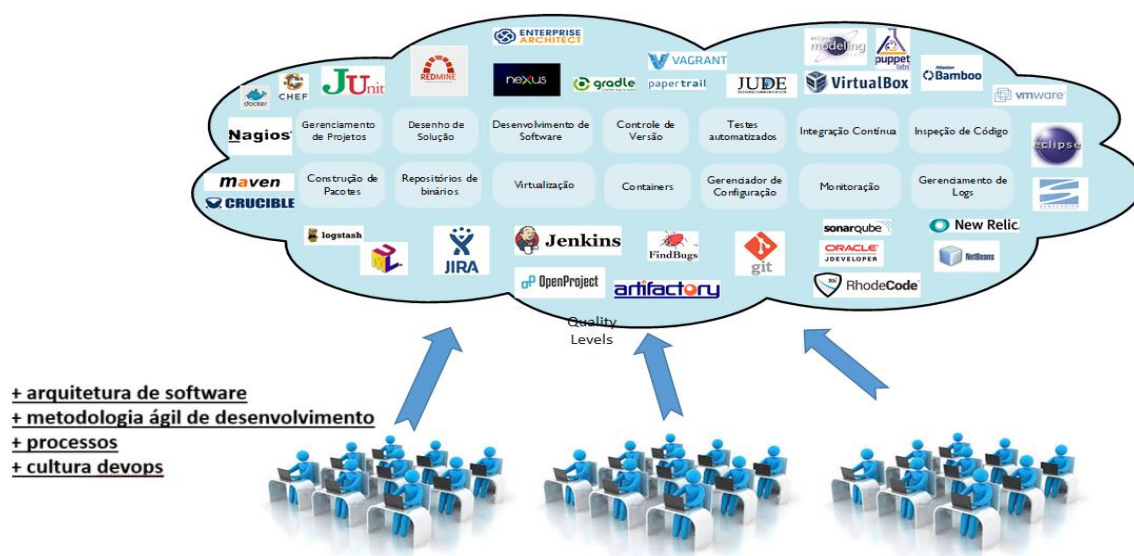 ENTERPRISE
ARCHITECT
eclipse
modeling
puppet
labs
VAGRANT
REDMINE
nexus
gradle
papertrail
JUDE
VirtualBox
Atlassian
Bamboo
docker
CHEF
JUnit
vmware
Nagios
Gerenciamento
de Projetos
Desenho de
Solução
Desenvolvimento de
Software
Controle de
Versão
Testes
automatizados
Integração Contínua
Inspeção de Código
eclipse
maven
CRUCIBLE
Construção de
Pacotes
Repositórios de
binários
Virtualização
Containers
Gerenciador de
Configuração
Monitoração
Gerenciamento de
Logs
SUBVERSION
logstash
UML
JIRA
Jenkins
FindBugs
git
sonarqube
ORACLE
JDEVELOPER
New Relic.
NetBeans
OpenProject
artifactory
RhodeCode
Quality
Levels
+ arquitetura de software
+ metodologia ágil de desenvolvimento
+ processos
+ cultura devops